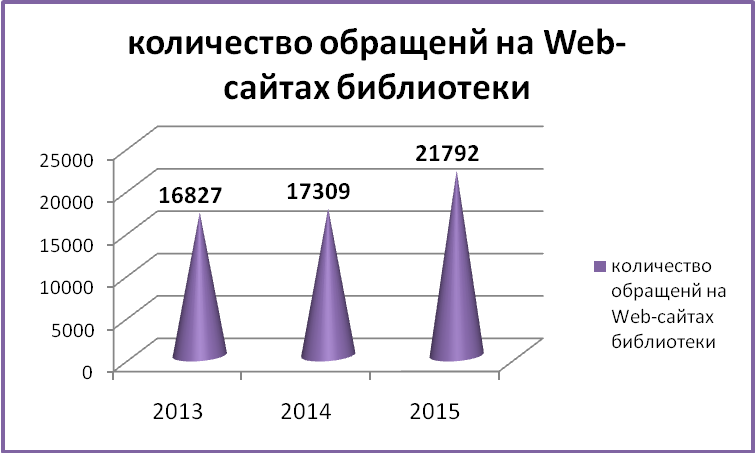 количество обращенй на Web-
сайтах библиотеки
25000
20000
15000
10000
5000
0
16827
17309
21792
2013
2014
2015
количество
обращенй на
Web-сайтах
библиотеки